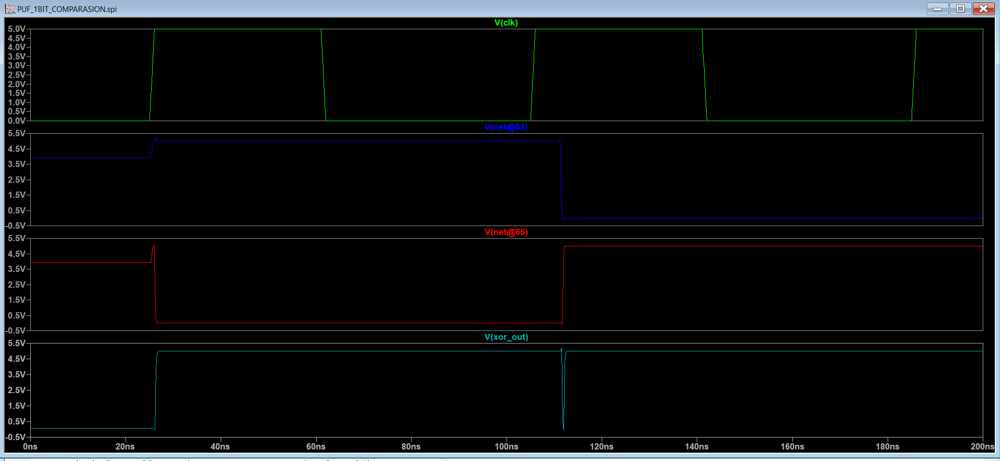 PUF_1BIT_COMPARASION.spi
V(clk)
5.0V
4.5V
4.0V
3.5V
3.0V
2.5V
2.0V
1.5V
1.0V
0.5V
0.0V
V(net@63)
5.5V
4.5V
3.5V
2.5V
1.5V
0.5V
-0.5V
V(net@65)
5.5V
4.5V
3.5V
2.5V
1.5V
0.5V
-0.5V
V(xor_out)
5.5V
4.5V
3.5V
2.5V
1.5V
0.5V
-0.5V
0ns 20ns 40ns 60ns 80ns 100ns 120ns 140ns 160ns 180ns 200ns